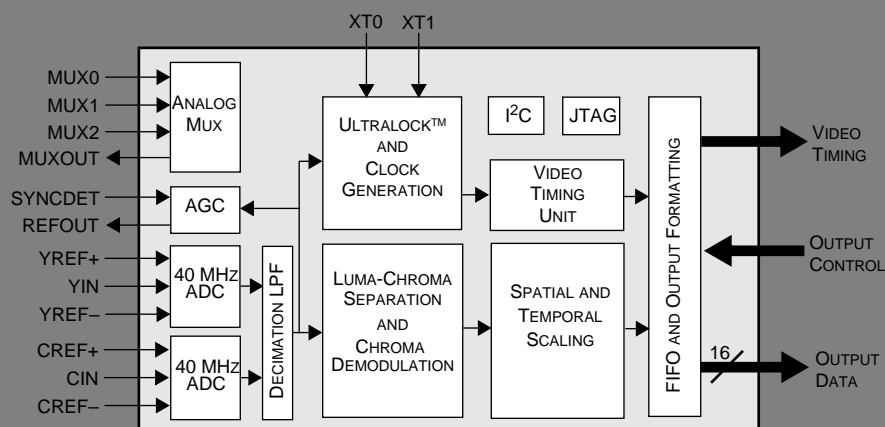 XT0 XT1
MUX0
MUX1
MUX2
MUXOUT
ANALOG
MUX
SYNCDET
REFOUT
AGC
YREF+
YIN
YREF–
40 MHz
ADC
CREF+
CIN
CREF–
40 MHz
ADC
DECIMATION LPF
ULTRALOCK™
AND
CLOCK
GENERATION
LUMA-CHROMA
SEPARATION
AND
CHROMA
DEMODULATION
I²C
JTAG
VIDEO
TIMING
UNIT
SPATIAL AND
TEMPORAL
SCALING
FIFO AND OUTPUT FORMATTING
VIDEO
TIMING
OUTPUT
CONTROL
16
OUTPUT
DATA